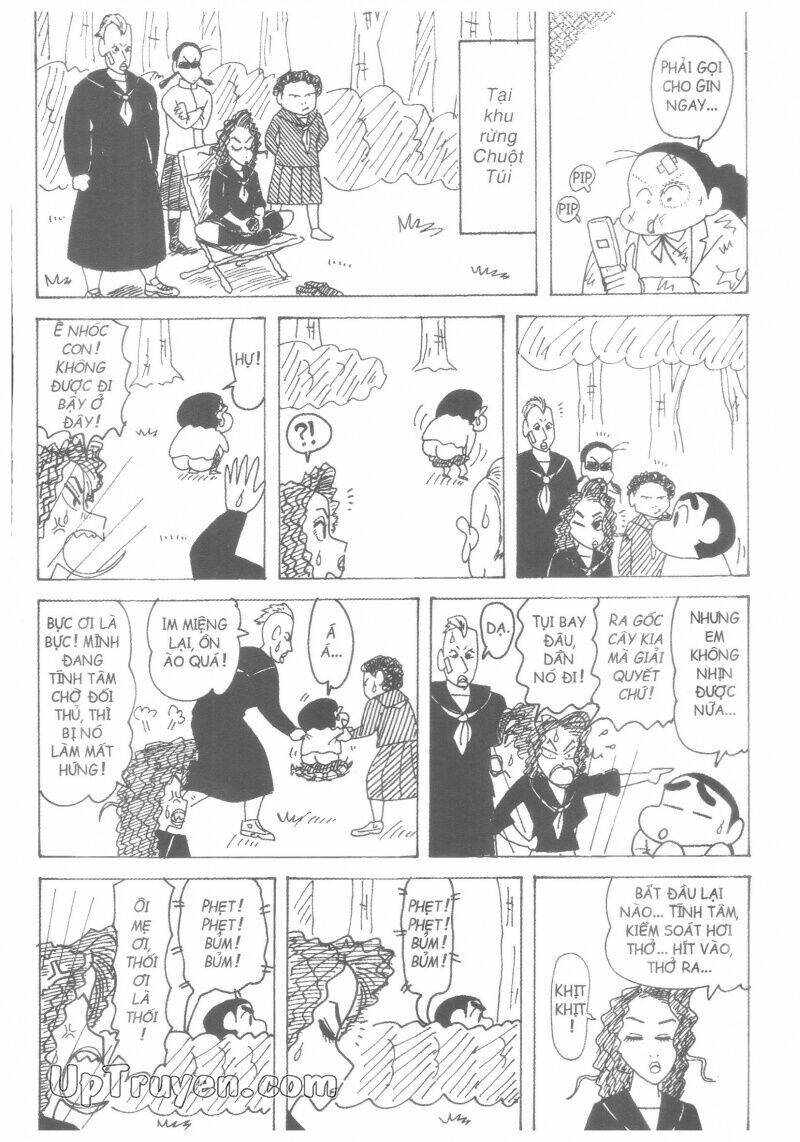 PHẢI GỌI
CHO GIN
NGAY...
PIP
PIP
Tại
khu
rừng
Chuột
Túi
?!
HỰ!
Ê NHÓC
CON!
KHÔNG
ĐƯỢC ĐI
BẬY Ở
ĐÂY!
NHƯNG
EM
KHÔNG
NHỊN
ĐƯỢC
NỮA...
RA GỐC
CÂY KIA
MÀ GIẢI
QUYẾT
CHỨ!
TỤI BAY
ĐÂU,
DẪN
NÓ ĐI!
DẠ.
Á
Á...
IM MIỆNG
LẠI, ỒN
ÀO QUÁ!
BỰC ƠI LÀ
BỰC! MÌNH
ĐANG
TĨNH TÂM
CHỜ ĐỐI
THỦ, THÌ
BỊ NÓ
LÀM MẤT
HỨNG!
BẮT ĐẦU LẠI
NÀO... TĨNH TÂM,
KIỂM SOÁT HƠI
THỞ... HÍT VÀO,
THỞ RA...
KHỊT
KHỊT
!
PHẸT!
PHẸT!
BỦM!
BỦM!
PHẸT!
PHẸT!
BỦM!
BỦM!
ÔI
MẸ
ƠI,
THỐI
ƠI
LÀ
THỐI
!
UpTruyen.com